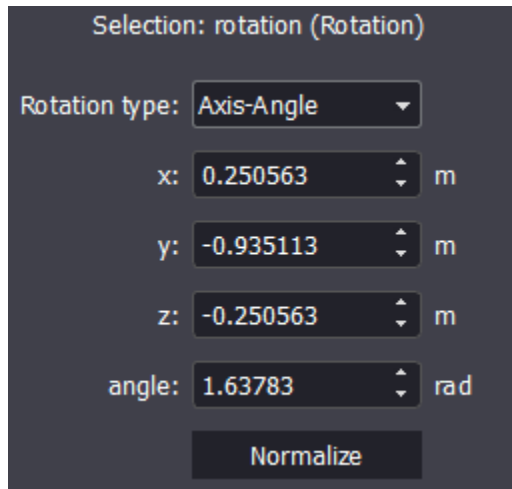 Selection: rotation (Rotation)
Rotation type: Axis-Angle
x: 0.250563 m
y: -0.935113 m
z: -0.250563 m
angle: 1.63783 rad
Normalize